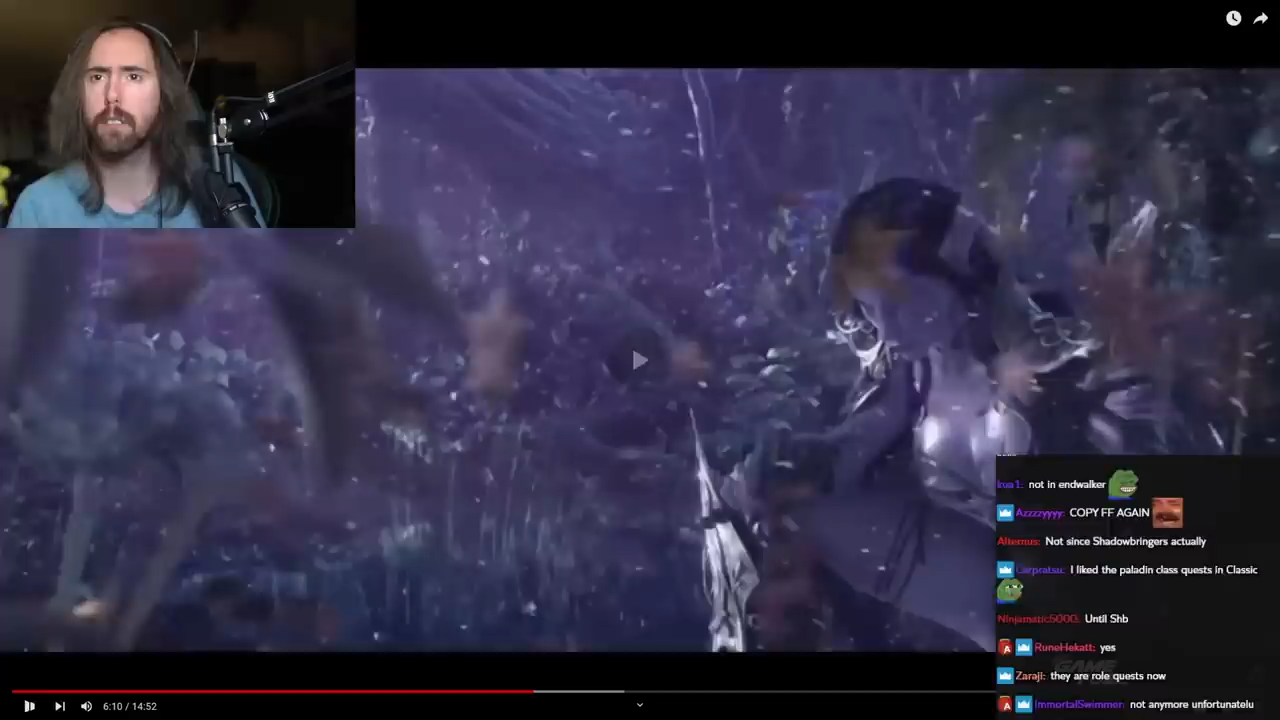 kua1: not in endwalker
Azzzyyyy: COPY FF AGAIN
Alternus: Not since Shadowbringers actually
Carpratsu: I liked the paladin class quests in Classic
Ninjamatic5000: Until Shb
RuneHekatt: yes
Zaraji: they are role quests now
ImmortalSwimmer: not anymore unfortunatelu
6:10 / 14:52